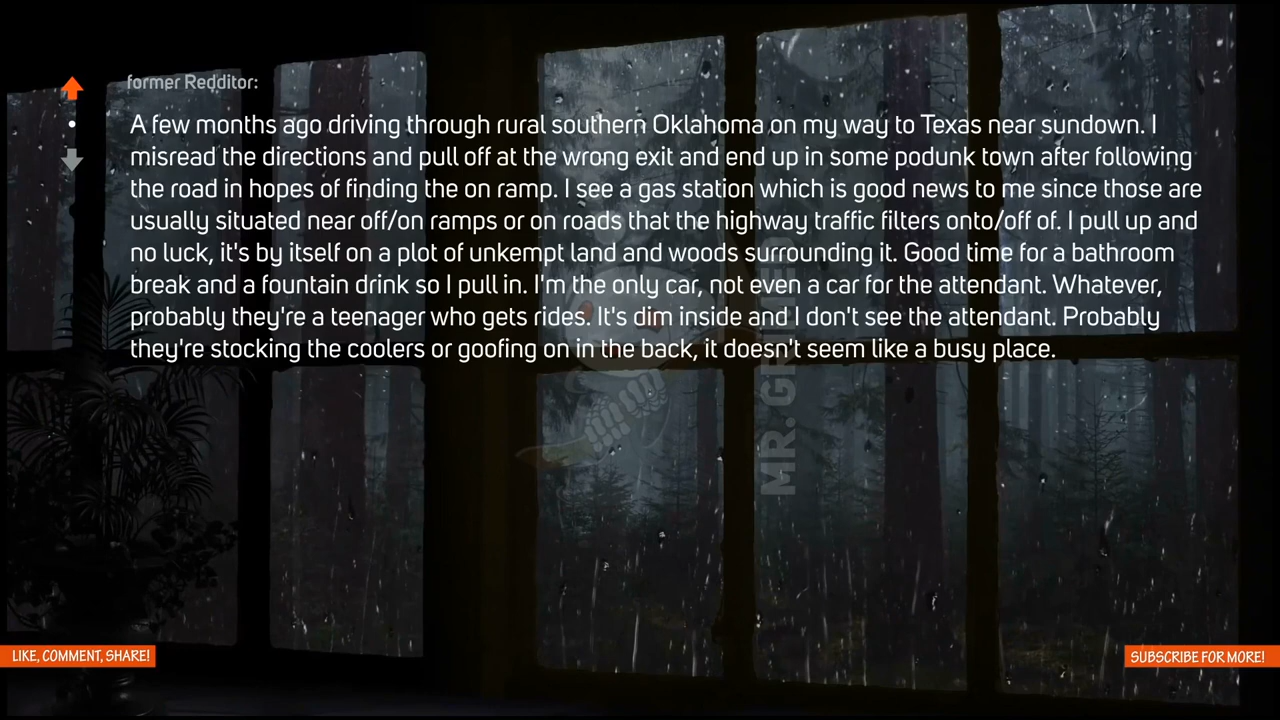 former Redditor:
A few months ago driving through rural southern Oklahoma on my way to Texas near sundown. I
misread the directions and pull off at the wrong exit and end up in some podunk town after following
the road in hopes of finding the on ramp. I see a gas station which is good news to me since those are
usually situated near off/on ramps or on roads that the highway traffic filters onto/off of. I pull up and
no luck, it's by itself on a plot of unkempt land and woods surrounding it. Good time for a bathroom
break and a fountain drink so I pull in. I'm the only car, not even a car for the attendant. Whatever,
probably they're a teenager who gets rides. It's dim inside and I don't see the attendant. Probably
they're stocking the coolers or goofing on in the back, it doesn't seem like a busy place.
LIKE, COMMENT, SHARE!
SUBSCRIBE FOR MORE!